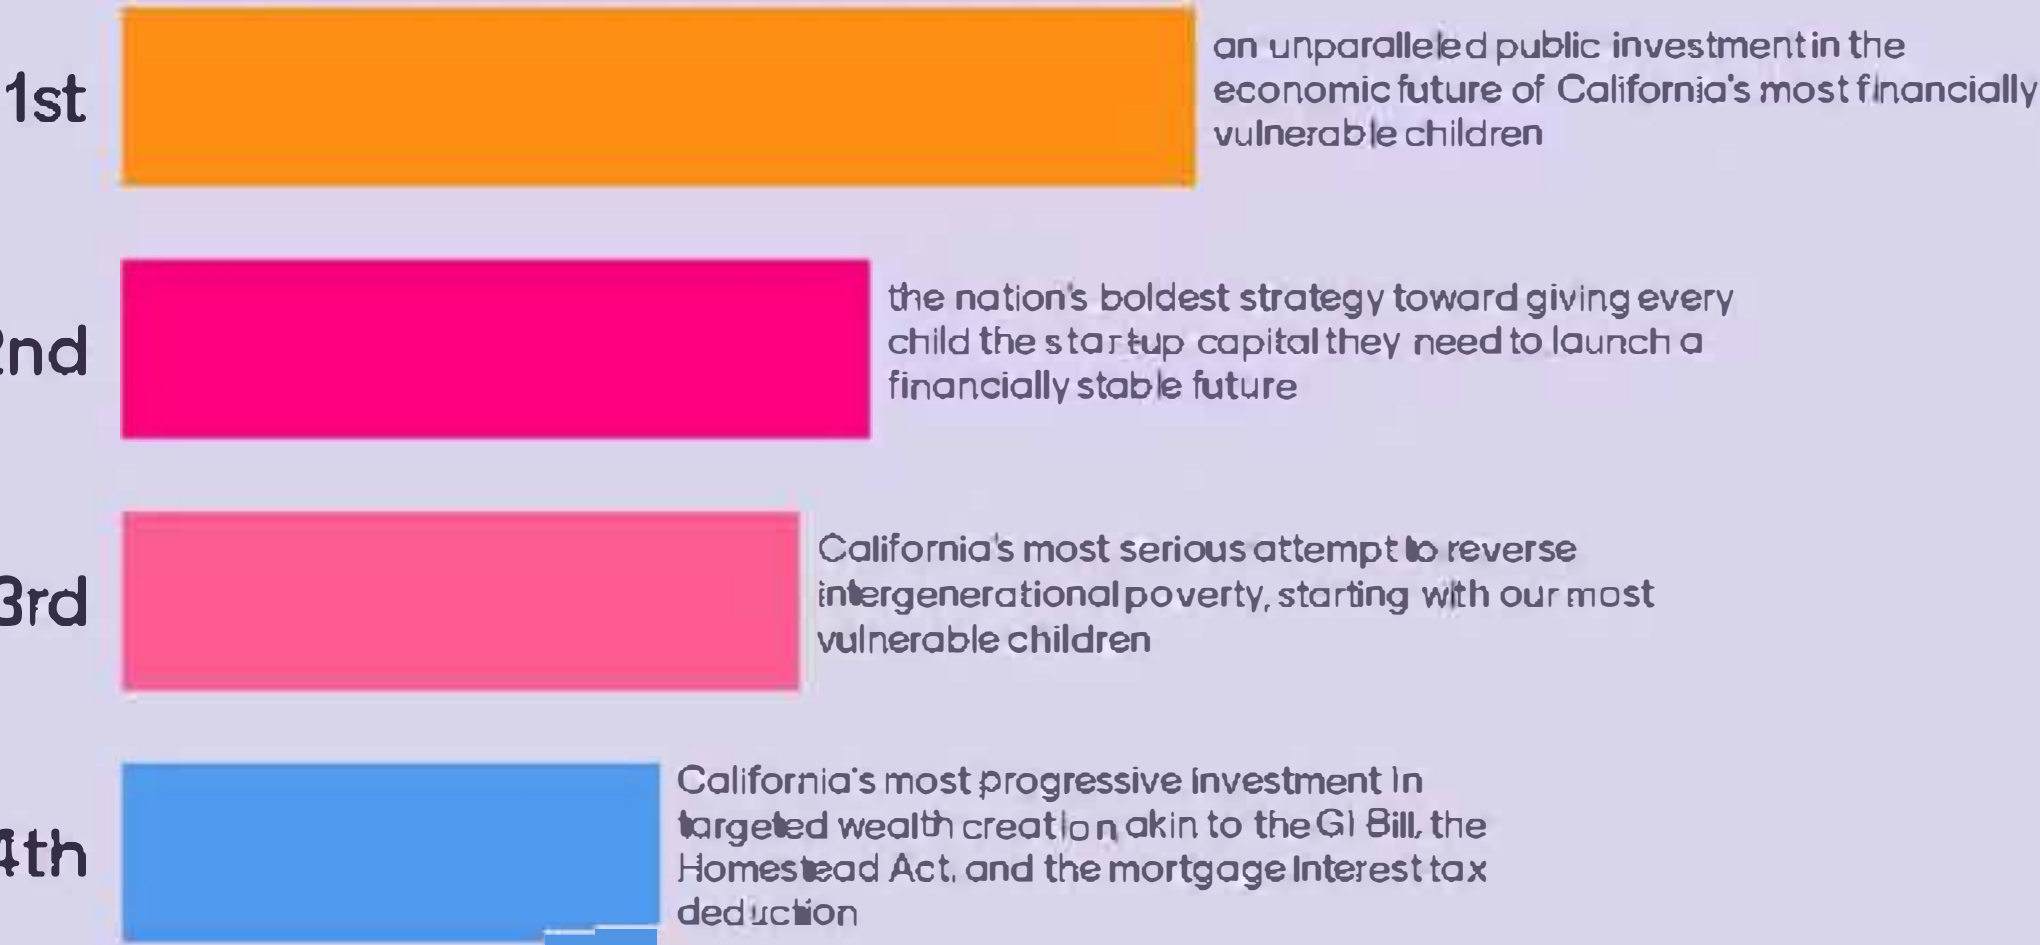 1st
an unparalleled public investment in the
economic future of California's most financially
vulnerable children
2nd
the nation's boldest strategy toward giving every
child the startup capital they need to launch a
financially stable future
3rd
California's most serious attempt to reverse
intergenerational poverty, starting with our most
vulnerable children
4th
California's most progressive investment in
targeted wealth creation akin to the GI Bill, the
Homestead Act, and the mortgage interest tax
deduction